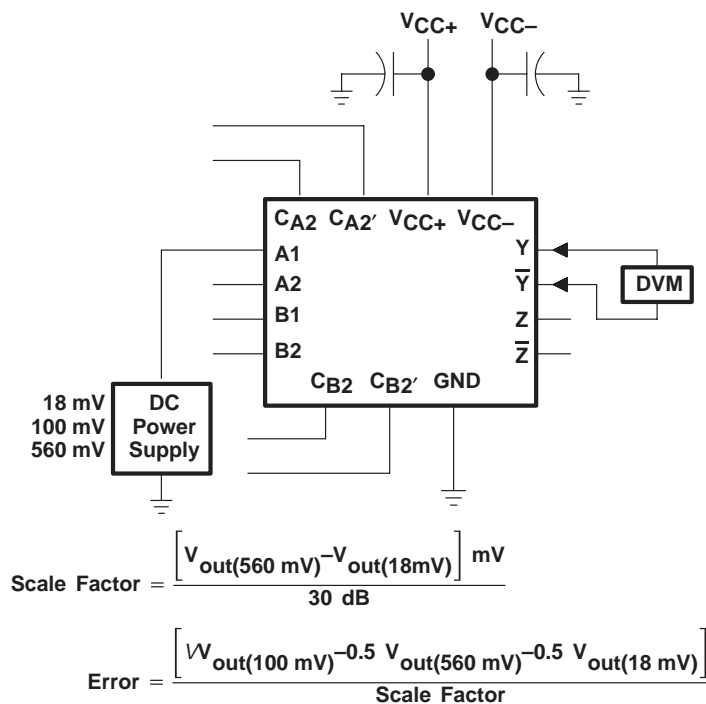 VCC+ VCC–
CA2 CA2′ VCC+ VCC–
A1 Y
A2 Y̅ DVM
B1 Z
B2 Z̅
CB2 CB2′ GND
18 mV DC
100 mV Power
560 mV Supply
[Vout(560 mV)–Vout(18mV)] mV
Scale Factor =
30 dB
[VVout(100 mV)–0.5 Vout(560 mV)–0.5 Vout(18 mV)]
Error =
Scale Factor